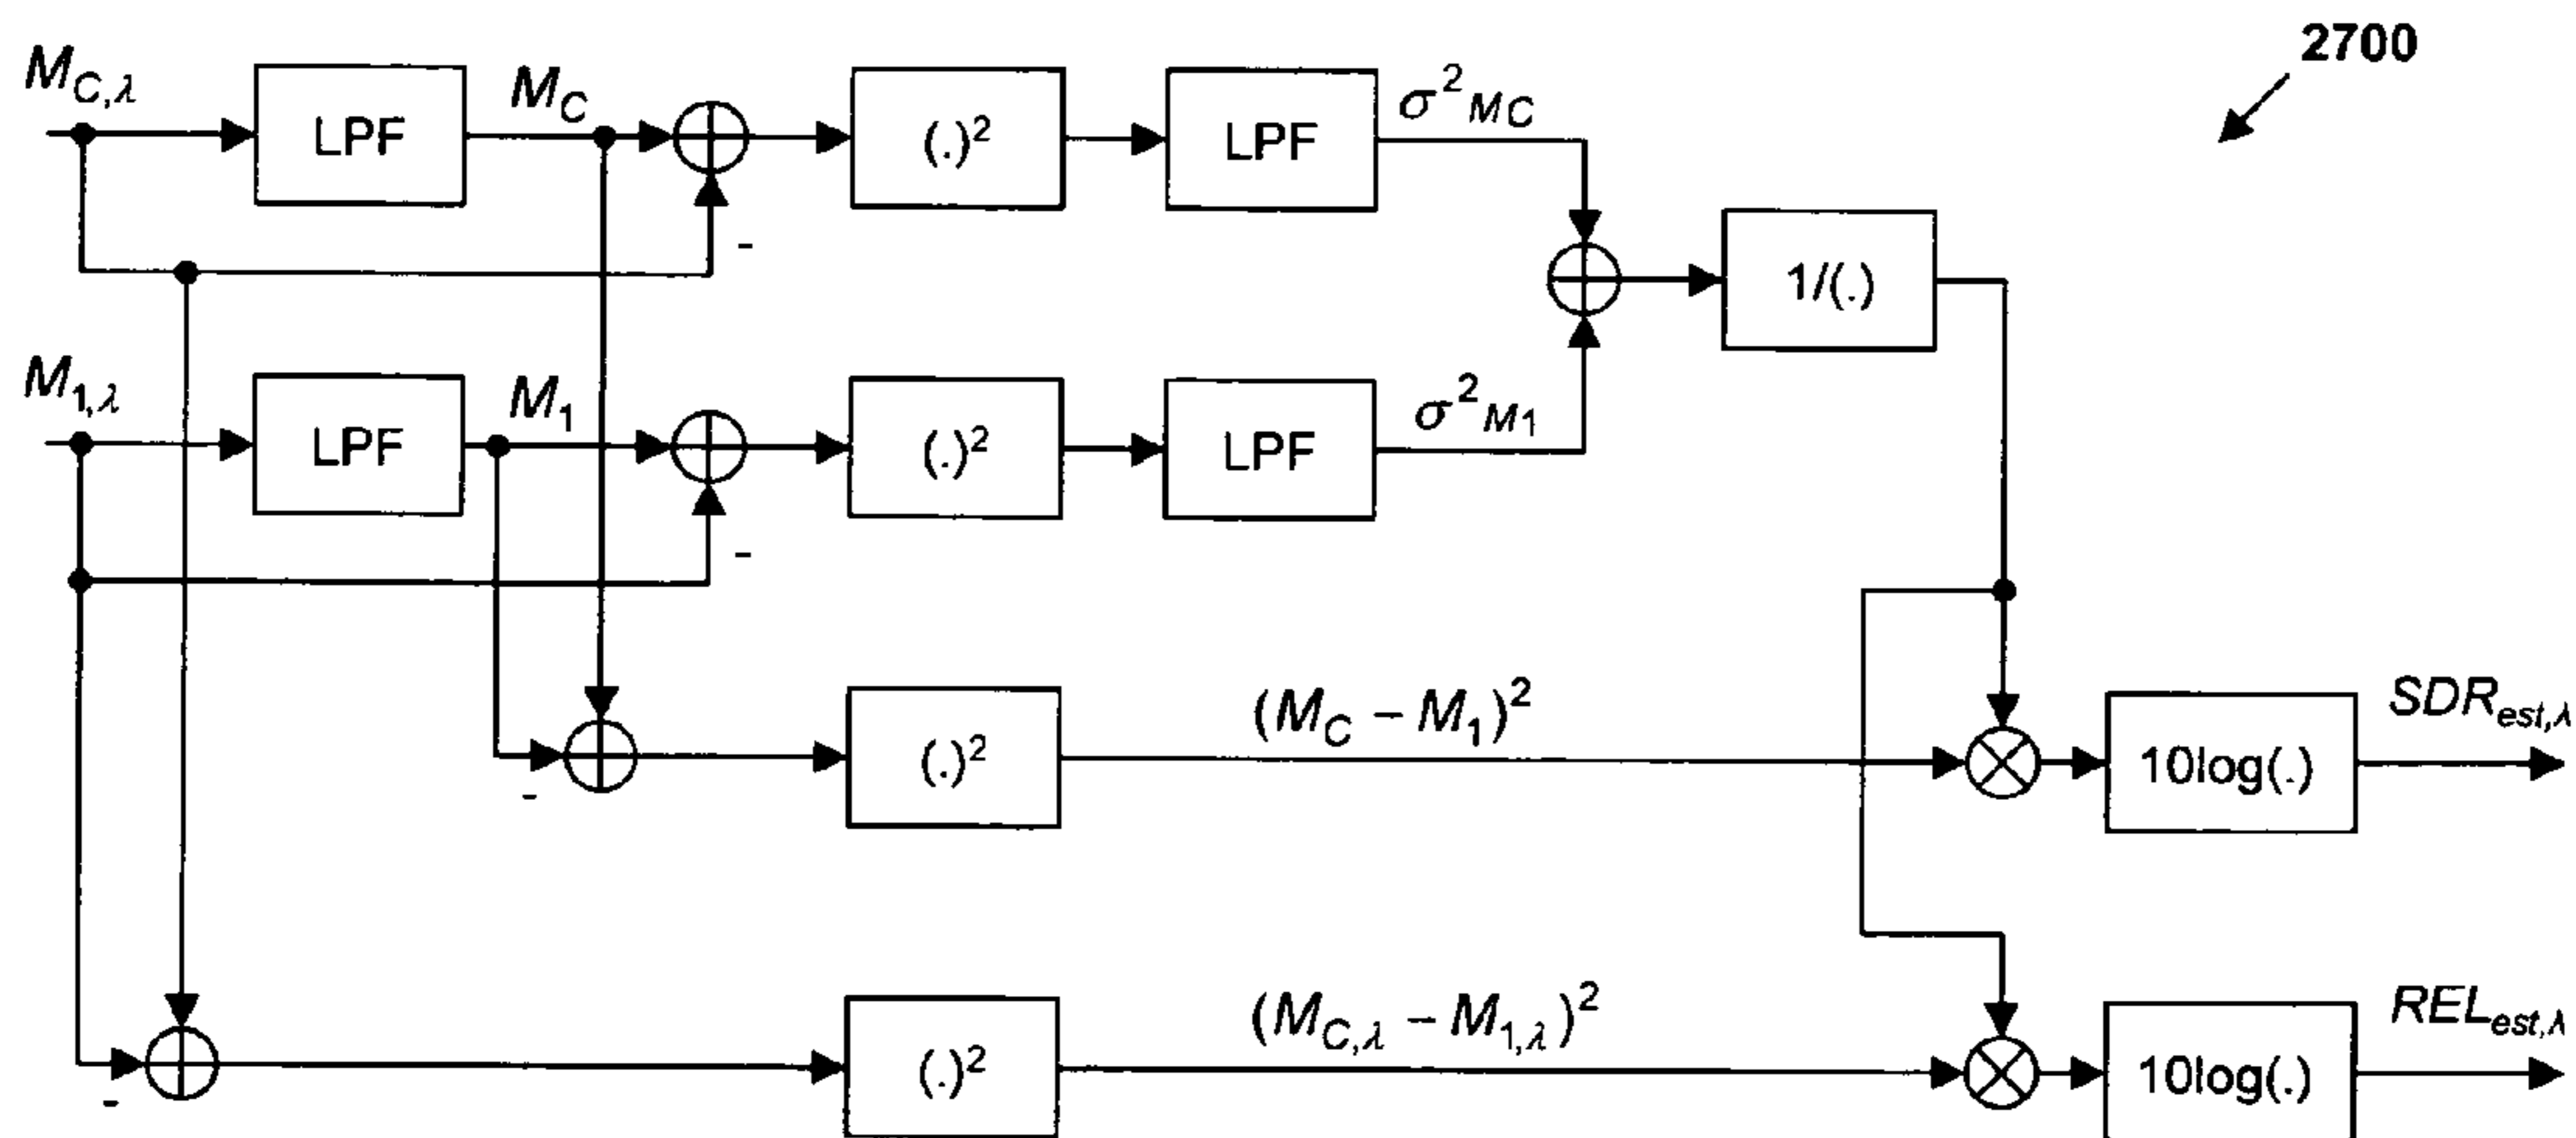 2700
M_{C,λ}
LPF
M_C
(.)²
LPF
σ²_{MC}
1/(.)
M_{1,λ}
LPF
M_1
(.)²
LPF
σ²_{M1}
-
-
(.)²
(M_C – M_1)²
10log(.)
SDR_{est,λ}
-
(.)²
(M_{C,λ} – M_{1,λ})²
10log(.)
REL_{est,λ}
-